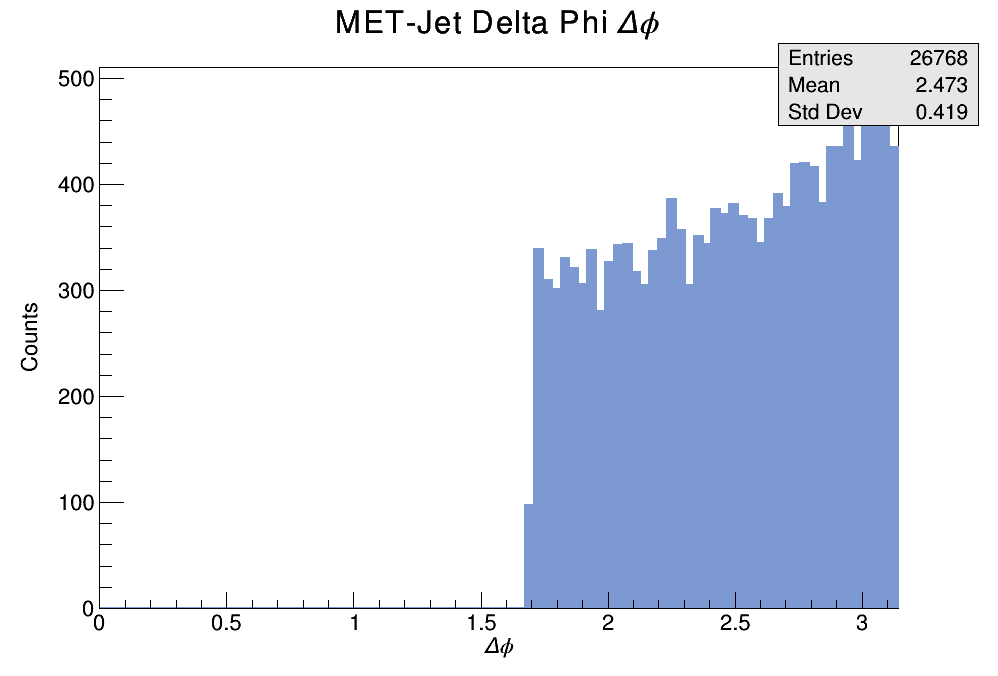 MET-Jet Delta Phi Δϕ
Entries 26768
Mean 2.473
Std Dev 0.419
500
400
300
200
100
0
Counts
0 0.5 1 1.5 2 2.5 3
Δϕ